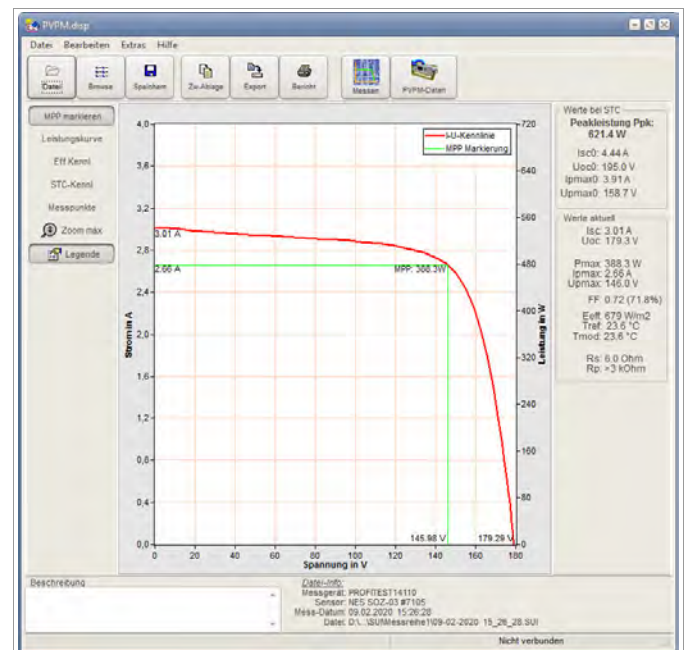 PVPM.disp
Datei Bearbeiten Extras Hilfe
Datei Browse Speichern Zw-Ablage Export Bericht Messen PVPM-Daten
MPP markieren
Leistungskurve
Eff.Kennl
STC-Kennl
Messpunkte
Zoom max
Legende
4,0
3,6
3,2
2,8
2,4
2,0
1,6
1,2
0,8
0,4
0,0
Strom in A
720
640
560
480
400
320
240
160
80
0
Leistung in W
I-U-Kennlinie
MPP Markierung
3.01 A
2.66 A
MPP: 388.3W
145.98 V
179.29 V
0 20 40 60 80 100 120 140 160 180
Spannung in V
Werte bei STC
Peakleistung Ppk:
621.4 W
Isc0: 4.44 A
Uoc0: 195.0 V
Ipmax0: 3.91 A
Upmax0: 158.7 V
Werte aktuell
Isc: 3.01 A
Uoc: 179.3 V
Pmax: 388.3 W
Ipmax: 2.66 A
Upmax: 146.0 V
FF: 0.72 (71.8%)
Eeff: 679 W/m2
Tref: 23.6 °C
Tmod: 23.6 °C
Rs: 6.0 Ohm
Rp: >3 kOhm
Beschreibung
Datei-Info:
Messgerät: PROFITEST14110
Sensor: NES SOZ-03 #7105
Mess-Datum: 09.02.2020 15:26:28
Datei: D:\...\SUMessreihe1\09-02-2020 15_26_28.SUI
Nicht verbunden